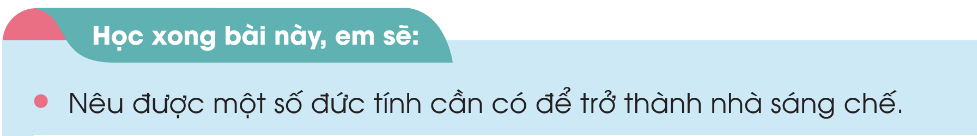 Học xong bài này, em sẽ:
Nêu được một số đức tính cần có để trở thành nhà sáng chế.